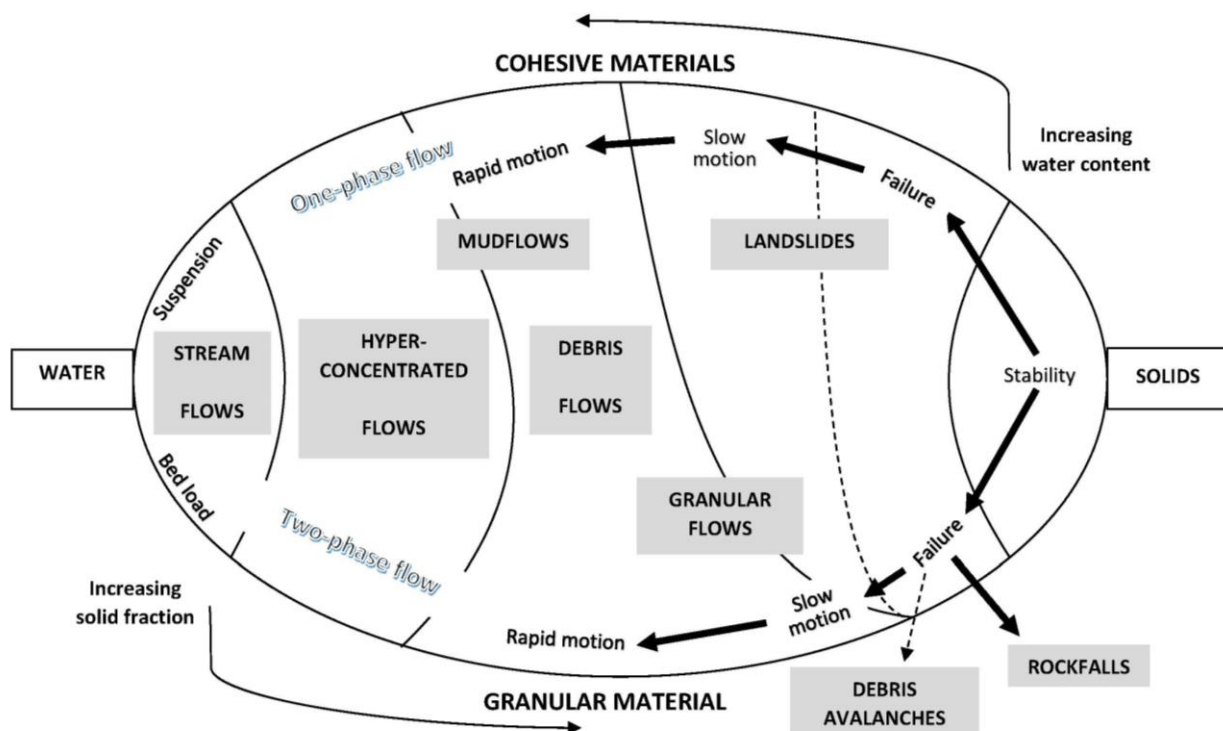 COHESIVE MATERIALS
Increasing
water content
One-phase flow
Rapid motion
Slow
motion
Failure
Suspension
MUDFLOWS
LANDSLIDES
WATER
STREAM
FLOWS
HYPER-
CONCENTRATED
FLOWS
DEBRIS
FLOWS
Stability
SOLIDS
Bed load
Two-phase flow
GRANULAR
FLOWS
Failure
Increasing
solid fraction
Rapid motion
Slow
motion
ROCKFALLS
GRANULAR MATERIAL
DEBRIS
AVALANCHES